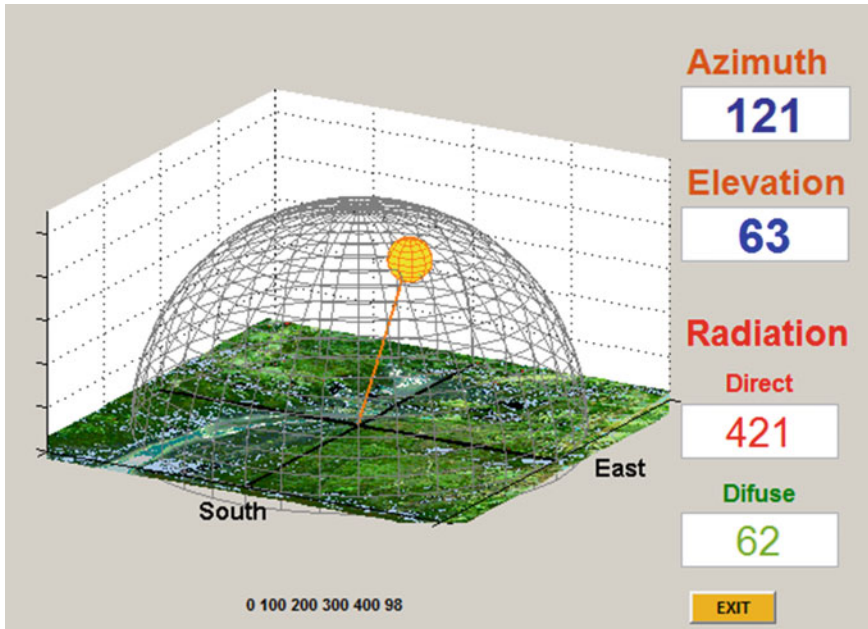 Azimuth
121
Elevation
63
Radiation
Direct
421
East
Difuse
South
62
0 100 200 300 400 98
EXIT